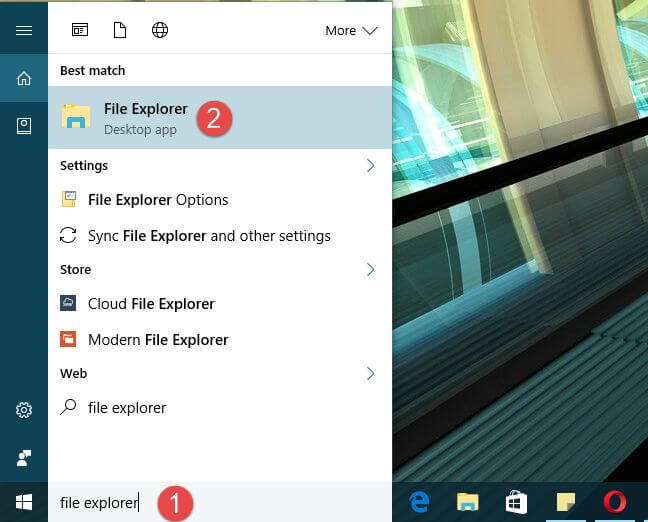 More
Best match
File Explorer
Desktop app
2
Settings
File Explorer Options
Sync File Explorer and other settings
Store
Cloud File Explorer
Modern File Explorer
Web
file explorer
file explorer
1